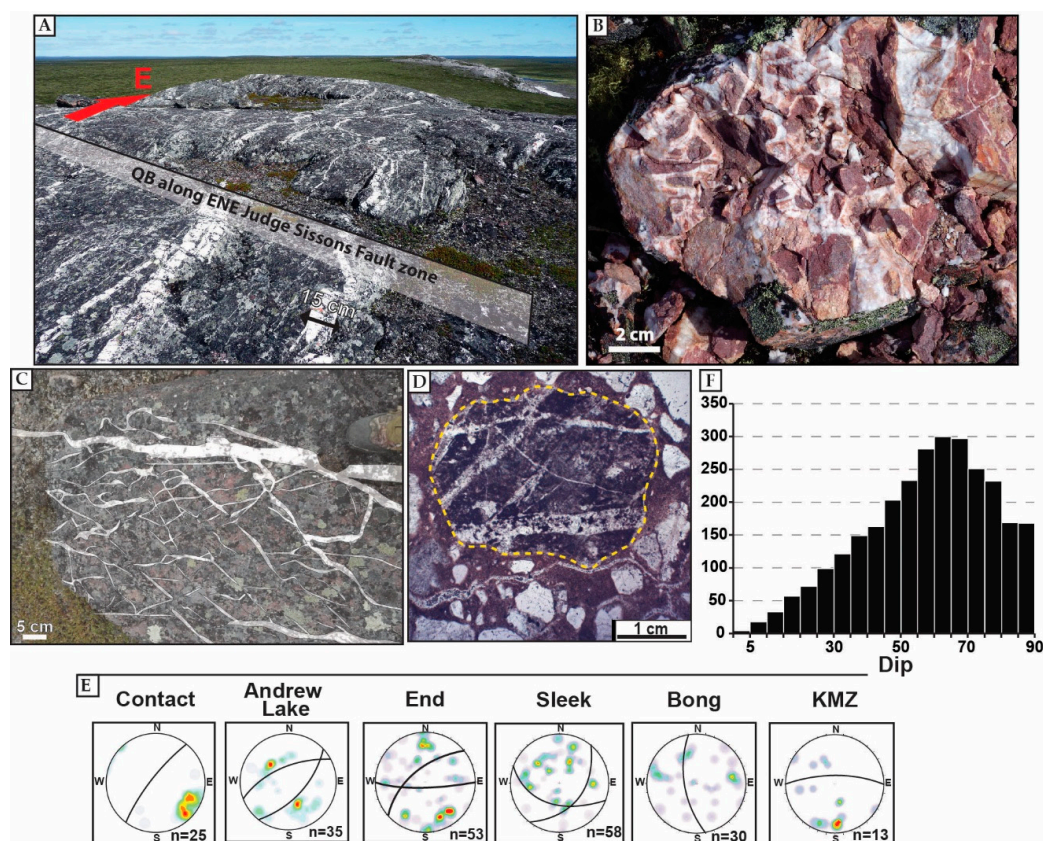 A
E
QB along ENE Judge Sissons Fault zone
15 cm
B
2 cm
C
5 cm
D
1 cm
F
350
300
250
200
150
100
50
0
5 30 50 70 90
Dip
E
Contact
Andrew
Lake
End
Sleek
Bong
KMZ
N
W
E
S
n=25
N
W
E
S
n=35
N
W
E
S
n=53
N
W
E
S
n=58
N
W
E
S
n=30
N
W
E
S
n=13